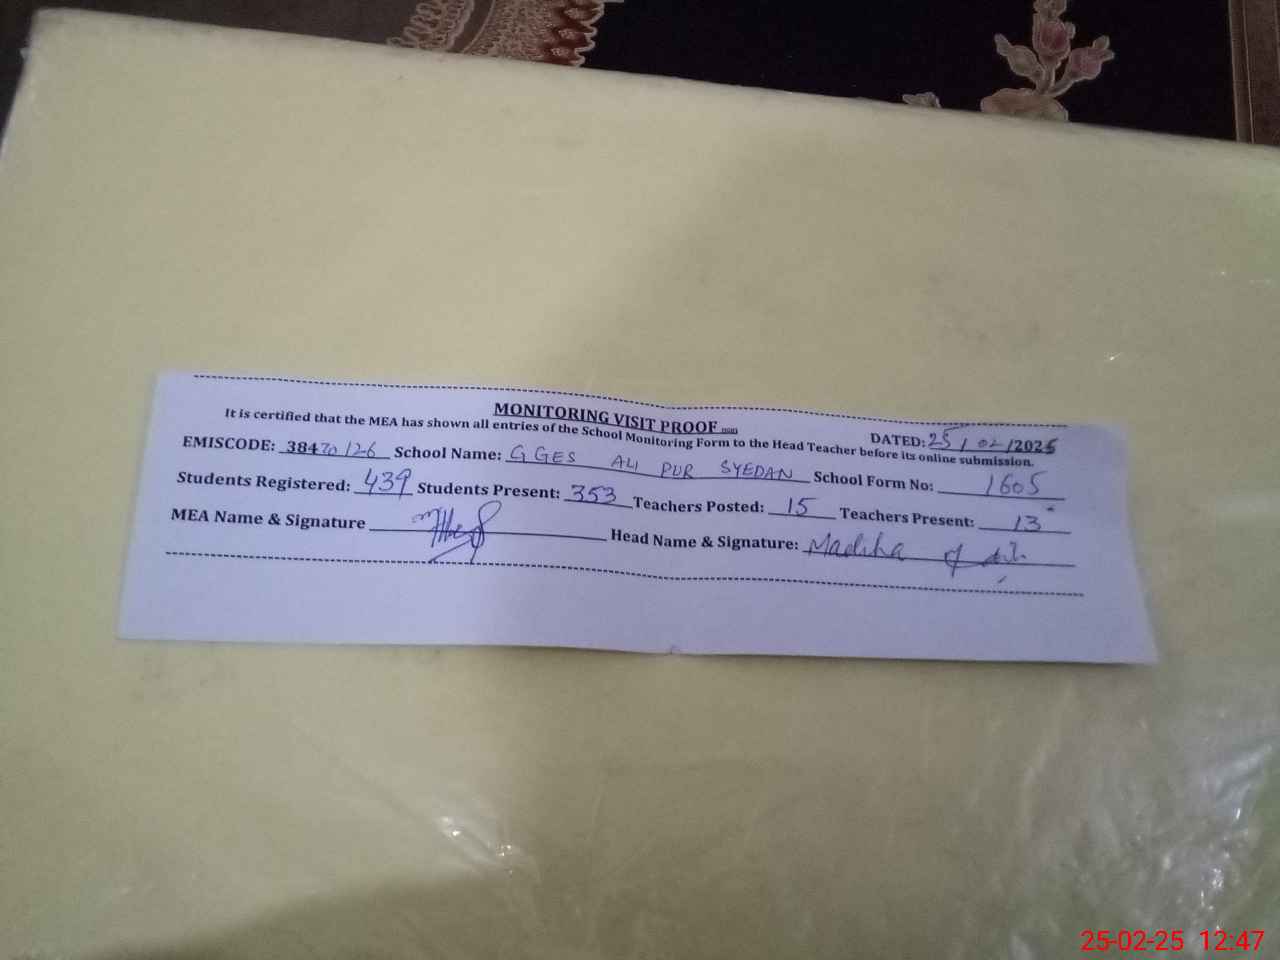 MONITORING VISIT PROOF
It is certified that the MEA has shown all entries of the School Monitoring Form to the Head Teacher before its online submission.
DATED: 25/02/2025
EMISCODE: 38470126 School Name: GGES ALI PUR SYEDAN School Form No: 1605
Students Registered: 439 Students Present: 353 Teachers Posted: 15 Teachers Present: 13
MEA Name & Signature Head Name & Signature: Madiha
25-02-25 12:47